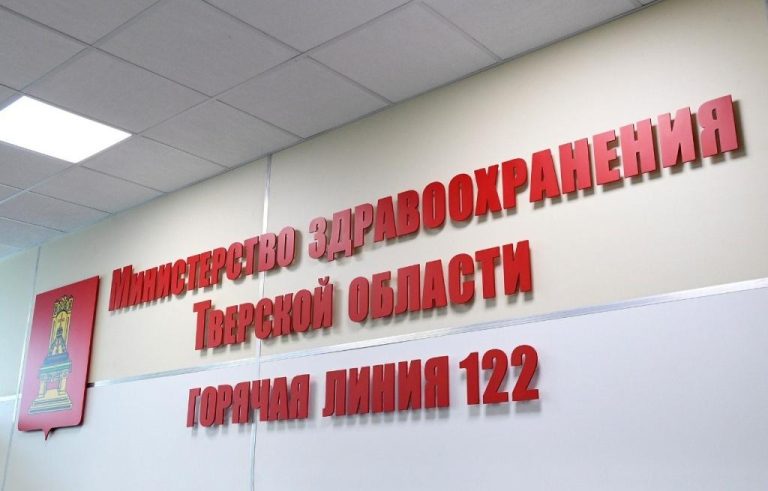 Министерство здравоохранения
Тверской области
горячая линия 122